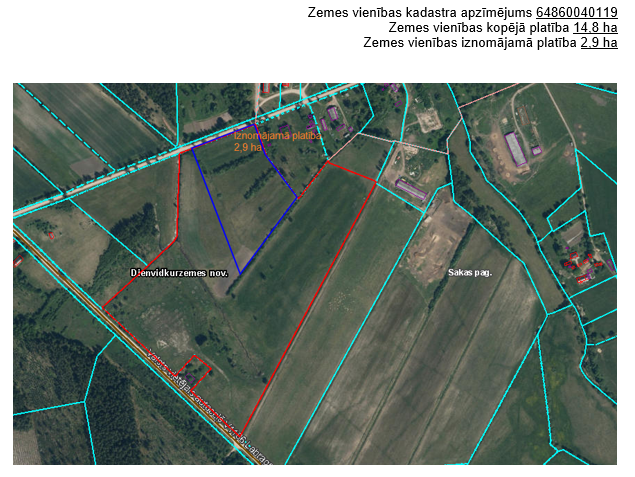 Zemes vienības kadastra apzīmējums 64860040119
Zemes vienības kopējā platība 14,8 ha
Zemes vienības iznomājamā platība 2,9 ha
Iznomājamā platība
2,9 ha
Dienvidkurzemes nov.
Sakas pag.